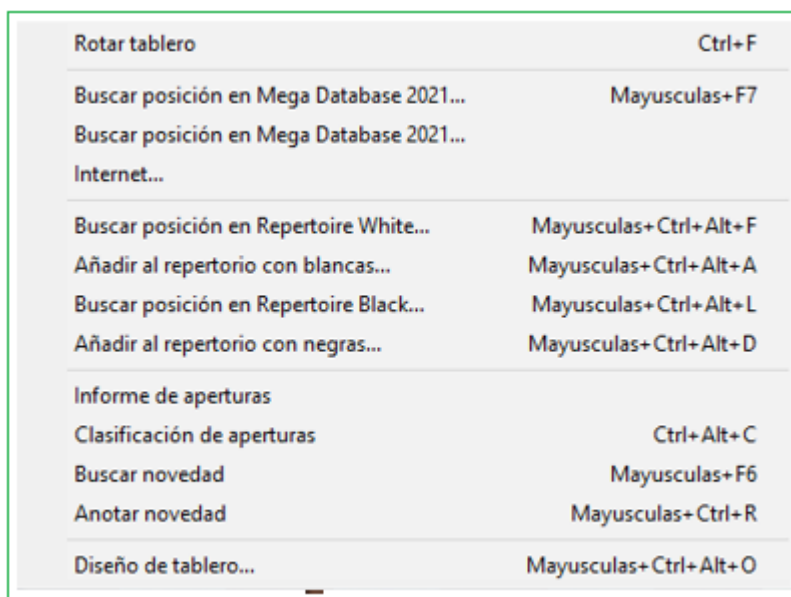 Rotar tablero Ctrl+F
Buscar posición en Mega Database 2021... Mayusculas+F7
Buscar posición en Mega Database 2021...
Internet...
Buscar posición en Repertoire White... Mayusculas+Ctrl+Alt+F
Añadir al repertorio con blancas... Mayusculas+Ctrl+Alt+A
Buscar posición en Repertoire Black... Mayusculas+Ctrl+Alt+L
Añadir al repertorio con negras... Mayusculas+Ctrl+Alt+D
Informe de aperturas
Clasificación de aperturas Ctrl+Alt+C
Buscar novedad Mayusculas+F6
Anotar novedad Mayusculas+Ctrl+R
Diseño de tablero... Mayusculas+Ctrl+Alt+O